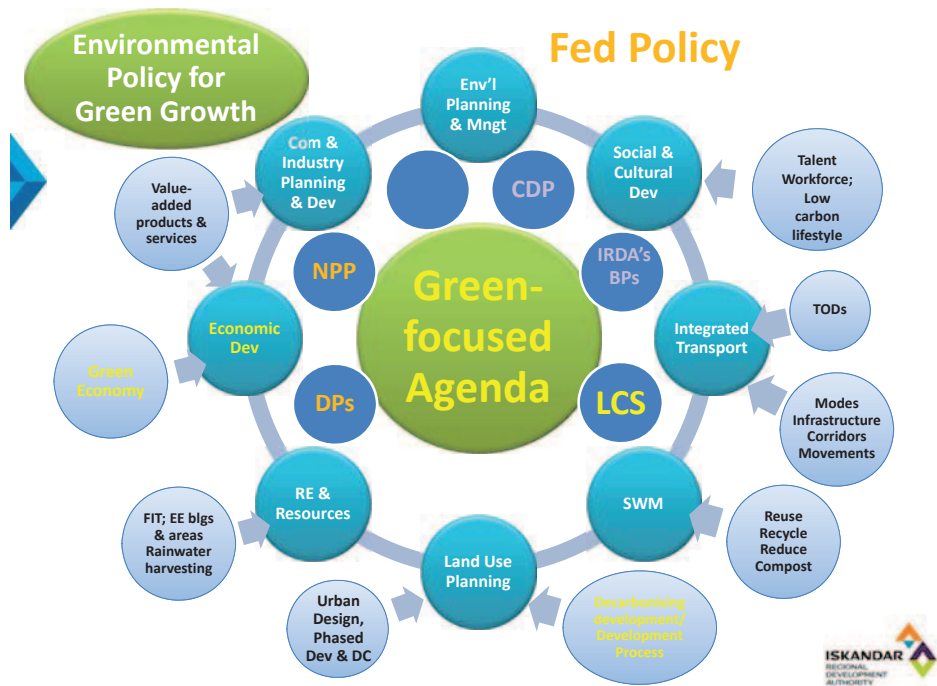 Environmental
Policy for
Green Growth
Fed Policy
Env'l
Planning
& Mngt
Com &
Industry
Planning
& Dev
Social &
Cultural
Dev
Talent
Workforce;
Low
carbon
lifestyle
Value-
added
products &
services
CDP
NPP
IRDA's
BPs
Green-
focused
Agenda
Economic
Dev
Integrated
Transport
TODs
Green
Economy
DPs
LCS
Modes
Infrastructure
Corridors
Movements
RE &
Resources
SWM
FIT; EE blgs
& areas
Rainwater
harvesting
Reuse
Recycle
Reduce
Compost
Land Use
Planning
Urban
Design,
Phased
Dev & DC
Decarbonising
development/
Development
Process
ISKANDAR
REGIONAL
DEVELOPMENT
AUTHORITY